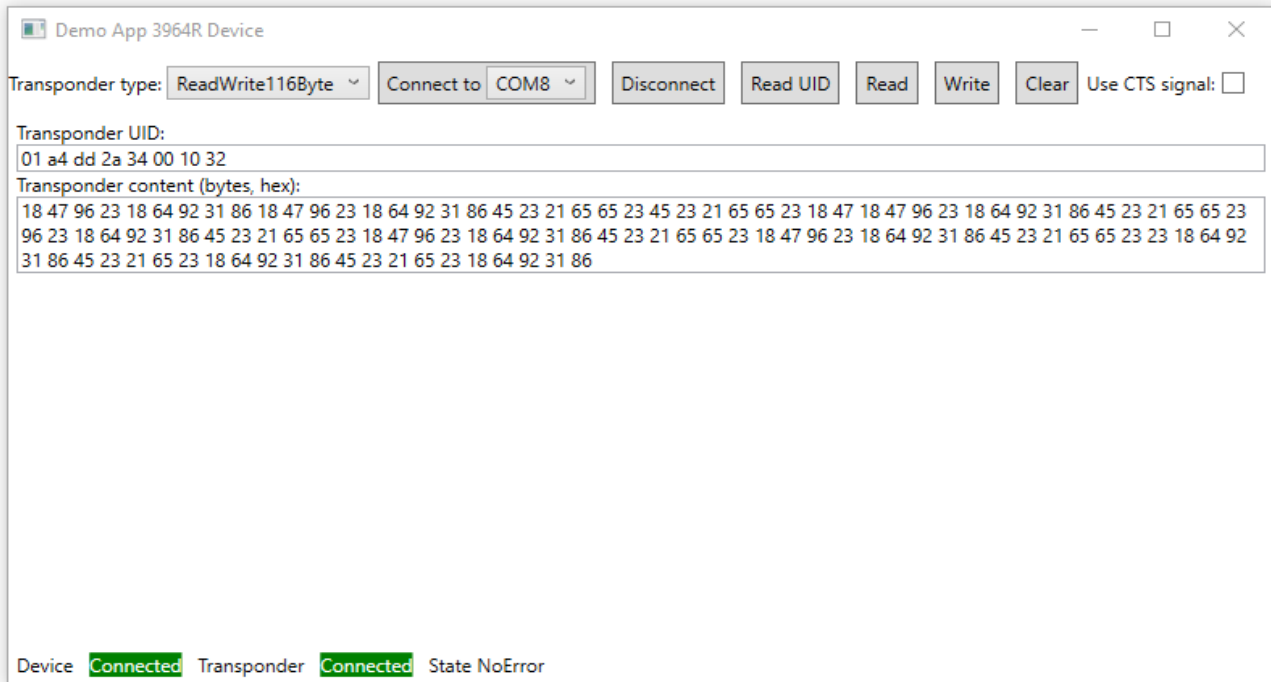 Demo App 3964R Device
Transponder type: ReadWrite116Byte Connect to COM8 Disconnect Read UID Read Write Clear Use CTS signal:
Transponder UID:
01 a4 dd 2a 34 00 10 32
Transponder content (bytes, hex):
18 47 96 23 18 64 92 31 86 18 47 96 23 18 64 92 31 86 45 23 21 65 65 23 45 23 21 65 65 23 18 47 18 47 96 23 18 64 92 31 86 45 23 21 65 65 23
96 23 18 64 92 31 86 45 23 21 65 65 23 18 47 96 23 18 64 92 31 86 45 23 21 65 65 23 18 47 96 23 18 64 92 31 86 45 23 21 65 65 23 23 18 64 92
31 86 45 23 21 65 23 18 64 92 31 86 45 23 21 65 23 18 64 92 31 86
Device Connected Transponder Connected State NoError